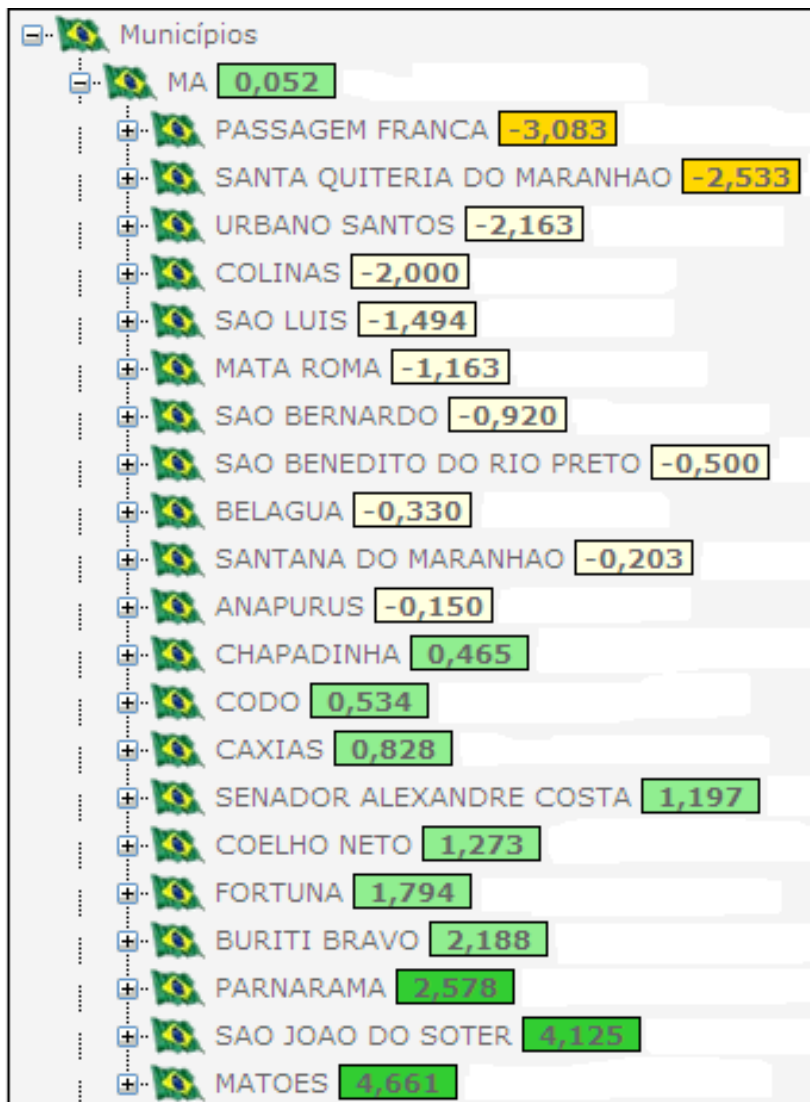 Municípios
MA 0,052
PASSAGEM FRANCA -3,083
SANTA QUITERIA DO MARANHAO -2,533
URBANO SANTOS -2,163
COLINAS -2,000
SAO LUIS -1,494
MATA ROMA -1,163
SAO BERNARDO -0,920
SAO BENEDITO DO RIO PRETO -0,500
BELAGUA -0,330
SANTANA DO MARANHAO -0,203
ANAPURUS -0,150
CHAPADINHA 0,465
CODO 0,534
CAXIAS 0,828
SENADOR ALEXANDRE COSTA 1,197
COELHO NETO 1,273
FORTUNA 1,794
BURITI BRAVO 2,188
PARNARAMA 2,578
SAO JOAO DO SOTER 4,125
MATOES 4,661